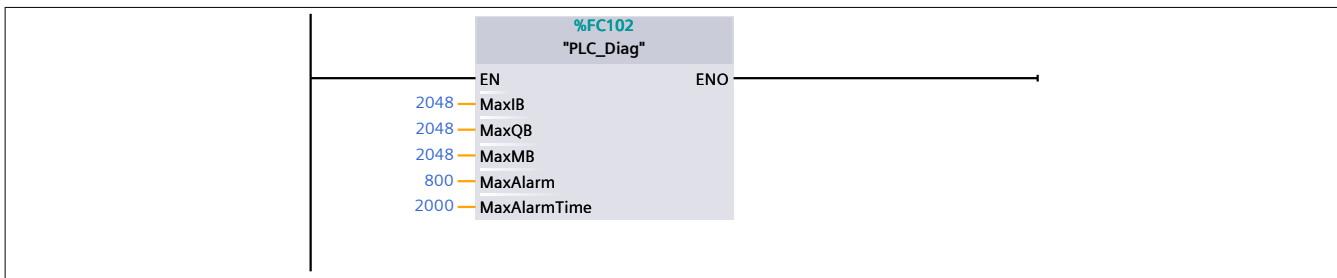 %FC102
"PLC_Diag"
EN ENO
2048 MaxIB
2048 MaxQB
2048 MaxMB
800 MaxAlarm
2000 MaxAlarmTime